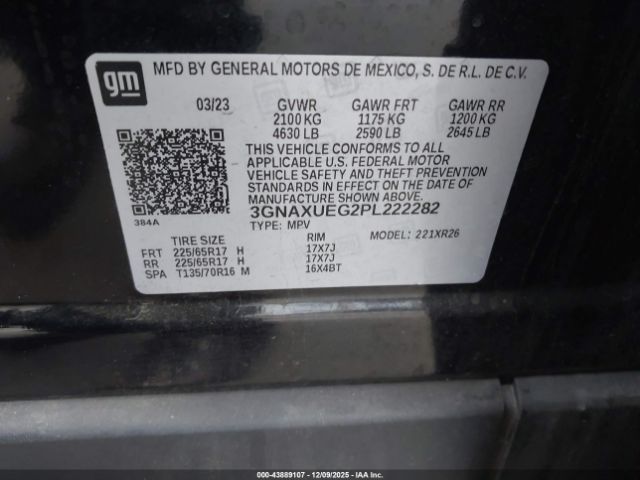 gm
MFD BY GENERAL MOTORS DE MEXICO, S. DE R.L. DE C.V.
03/23 GVWR GAWR FRT GAWR RR
2100 KG 1175 KG 1200 KG
4630 LB 2590 LB 2645 LB
THIS VEHICLE CONFORMS TO ALL
APPLICABLE U.S. FEDERAL MOTOR
VEHICLE SAFETY AND THEFT PREVENTION
STANDARDS IN EFFECT ON THE DATE OF
MANUFACTURE SHOWN ABOVE.
3GNAXUEG2PL222282
384A
TYPE: MPV
MODEL: 221XR26
TIRE SIZE RIM
FRT 225/65R17 H 17X7J
RR 225/65R17 H 17X7J
SPA T135/70R16 M 16X4BT
000-43889107 - 12/09/2025 - COPART.COM